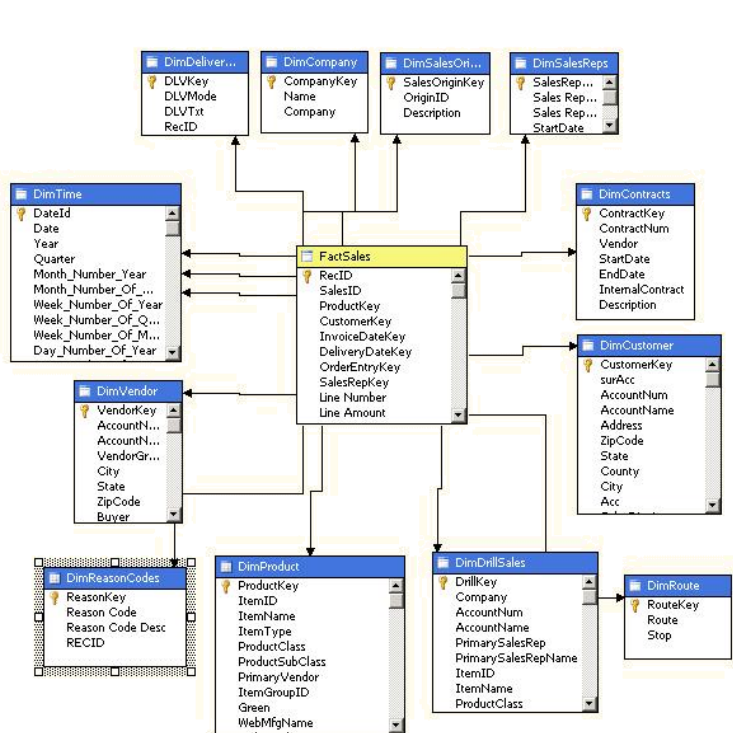 DimDeliver...
DLVKey
DLVMode
DLVTxt
RecID
DimCompany
CompanyKey
Name
Company
DimSalesOri...
SalesOriginKey
OriginID
Description
DimSalesReps
SalesRep...
Sales Rep...
Sales Rep...
StartDate
DimTime
DateId
Date
Year
Quarter
Month_Number_Year
Month_Number_Of_...
Week_Number_Of_Year
Week_Number_Of_Q...
Week_Number_Of_M...
Day_Number_Of_Year
FactSales
RecID
SalesID
ProductKey
CustomerKey
InvoiceDateKey
DeliveryDateKey
OrderEntryKey
SalesRepKey
Line Number
Line Amount
DimContracts
ContractKey
ContractNum
Vendor
StartDate
EndDate
InternalContract
Description
DimCustomer
CustomerKey
surAcc
AccountNum
AccountName
Address
ZipCode
State
County
City
Acc
DimVendor
VendorKey
AccountN...
AccountN...
VendorGr...
City
State
ZipCode
Buyer
DimReasonCodes
ReasonKey
Reason Code
Reason Code Desc
RECID
DimProduct
ProductKey
ItemID
ItemName
ItemType
ProductClass
ProductSubClass
PrimaryVendor
ItemGroupID
Green
WebMfgName
DimDrillSales
DrillKey
Company
AccountNum
AccountName
PrimarySalesRep
PrimarySalesRepName
ItemID
ItemName
ProductClass
DimRoute
RouteKey
Route
Stop